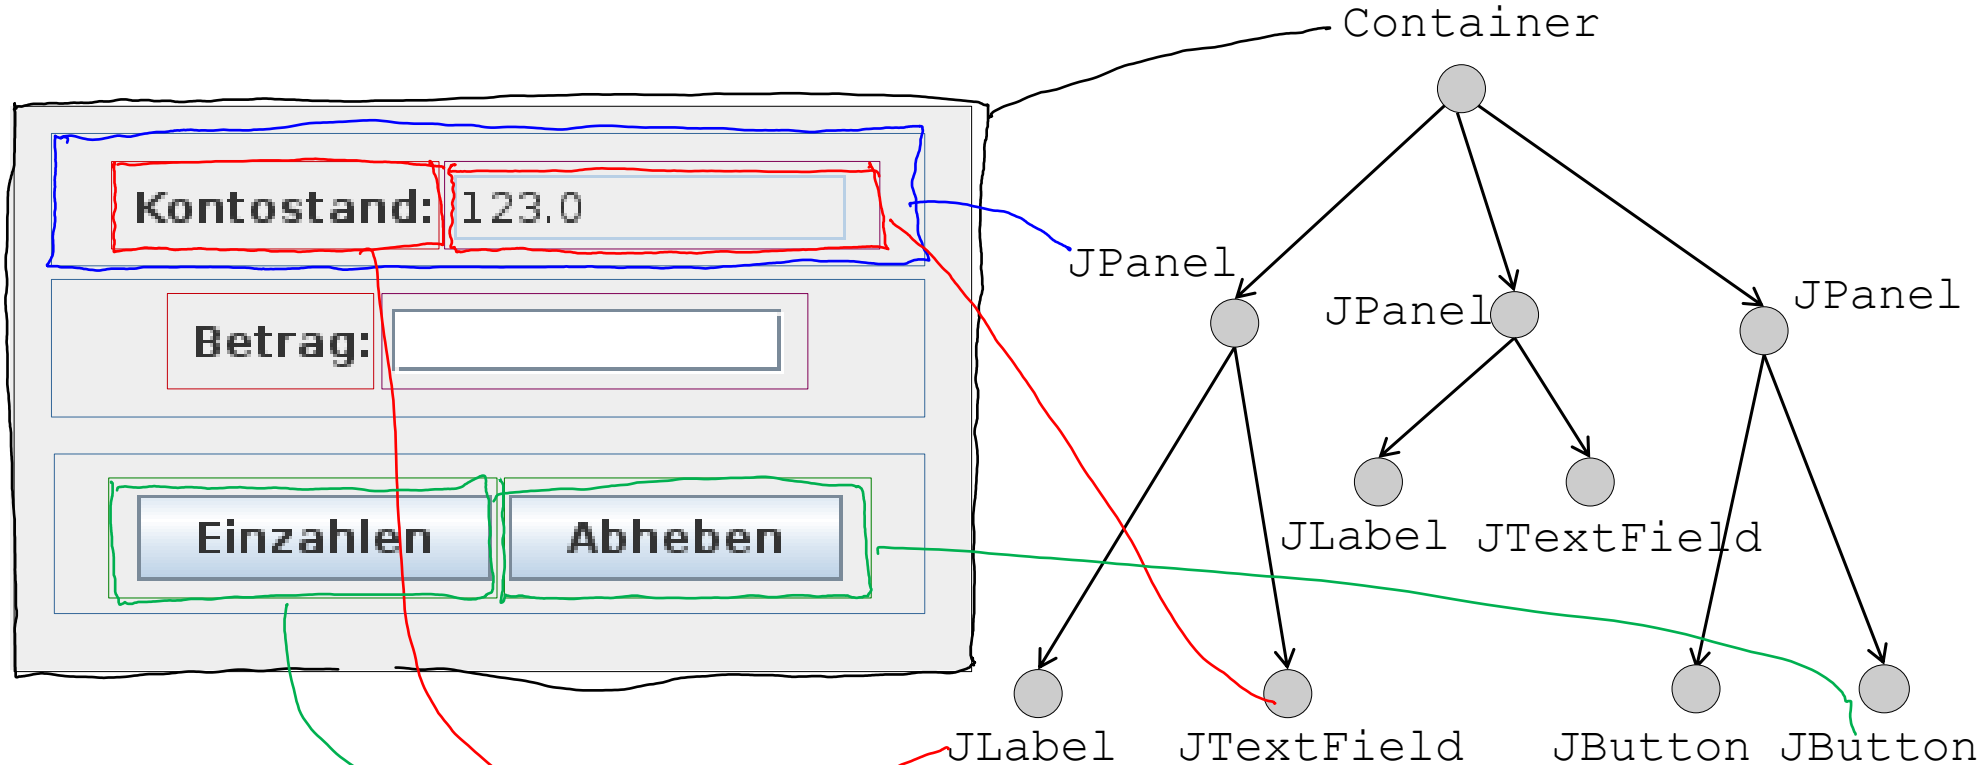 Container
Kontostand: 123.0
JPanel
JPanel
JPanel
Betrag:
Einzahlen Abheben
JLabel JTextField
JLabel JTextField JButton JButton